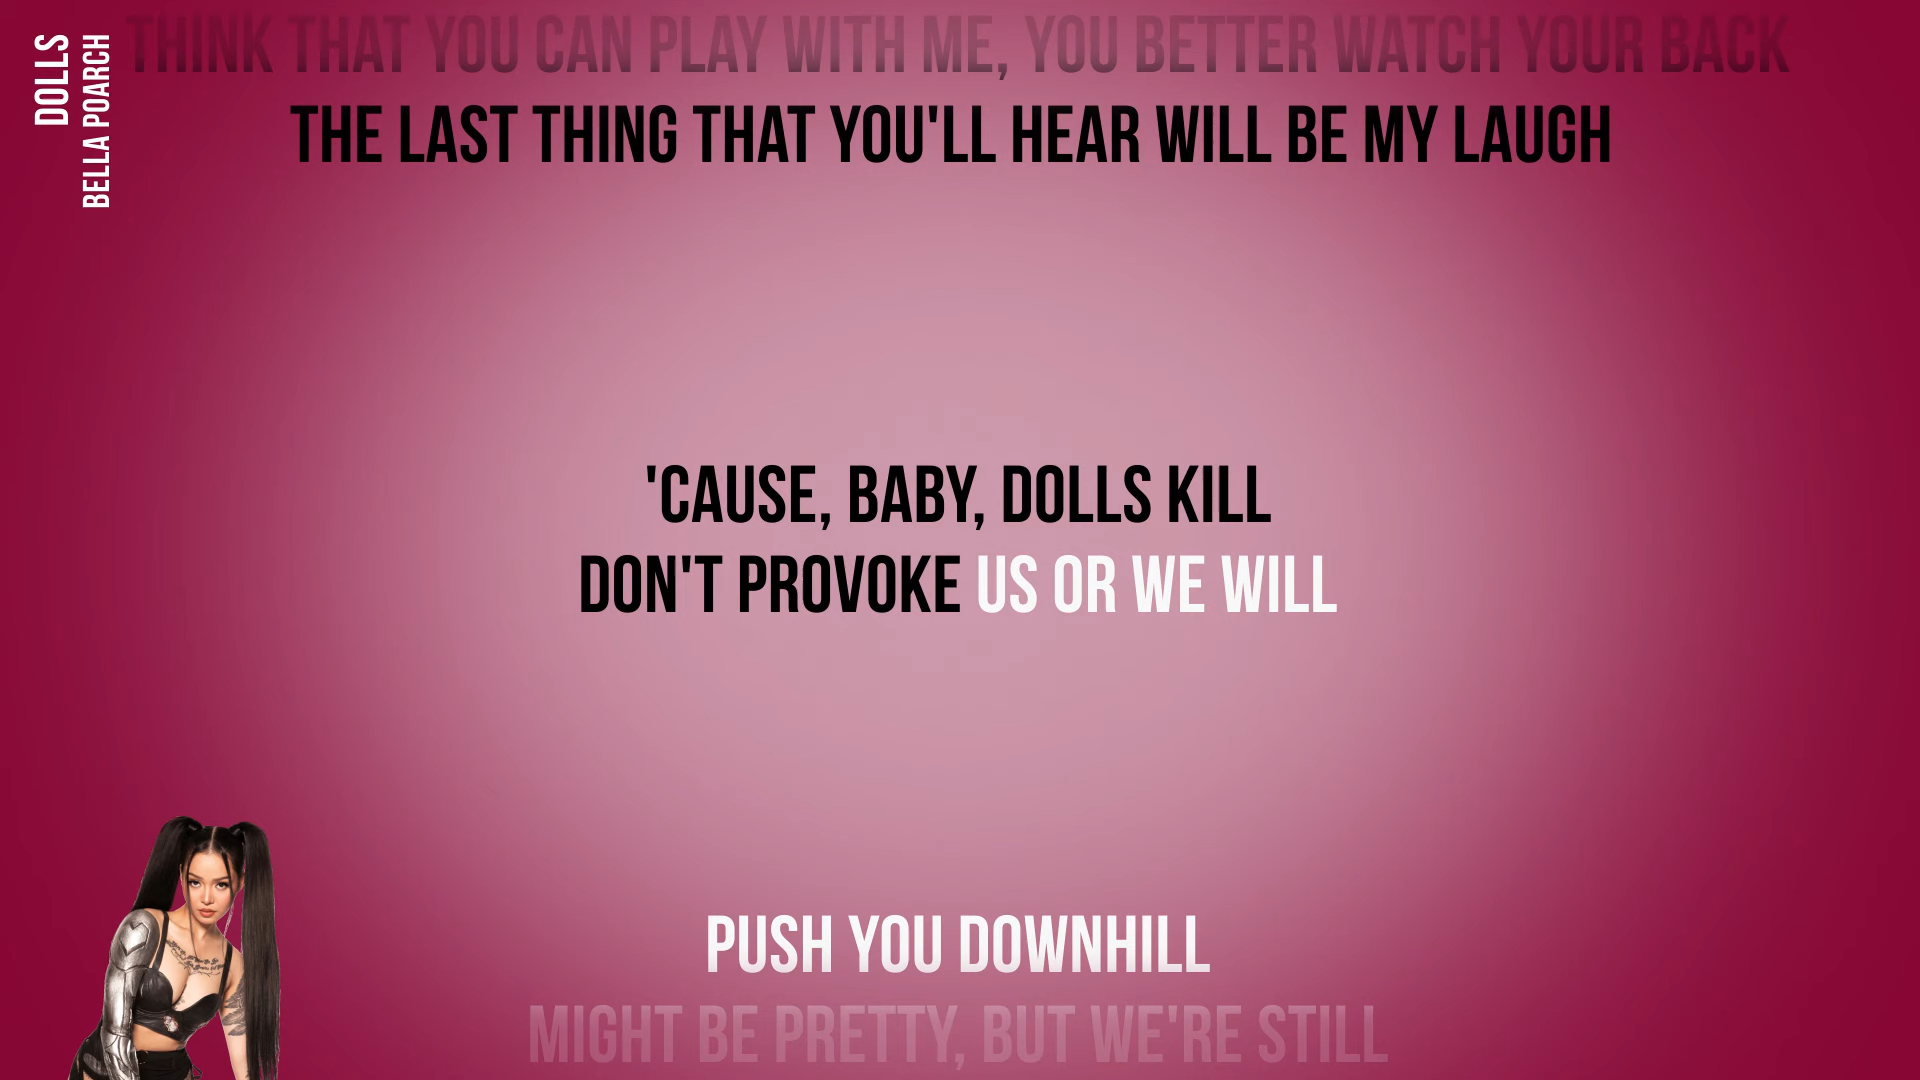 DOLLS
BELLA POARCH
THINK THAT YOU CAN PLAY WITH ME, YOU BETTER WATCH YOUR BACK
THE LAST THING THAT YOU'LL HEAR WILL BE MY LAUGH
'CAUSE, BABY, DOLLS KILL
DON'T PROVOKE US OR WE WILL
PUSH YOU DOWNHILL
MIGHT BE PRETTY, BUT WE'RE STILL